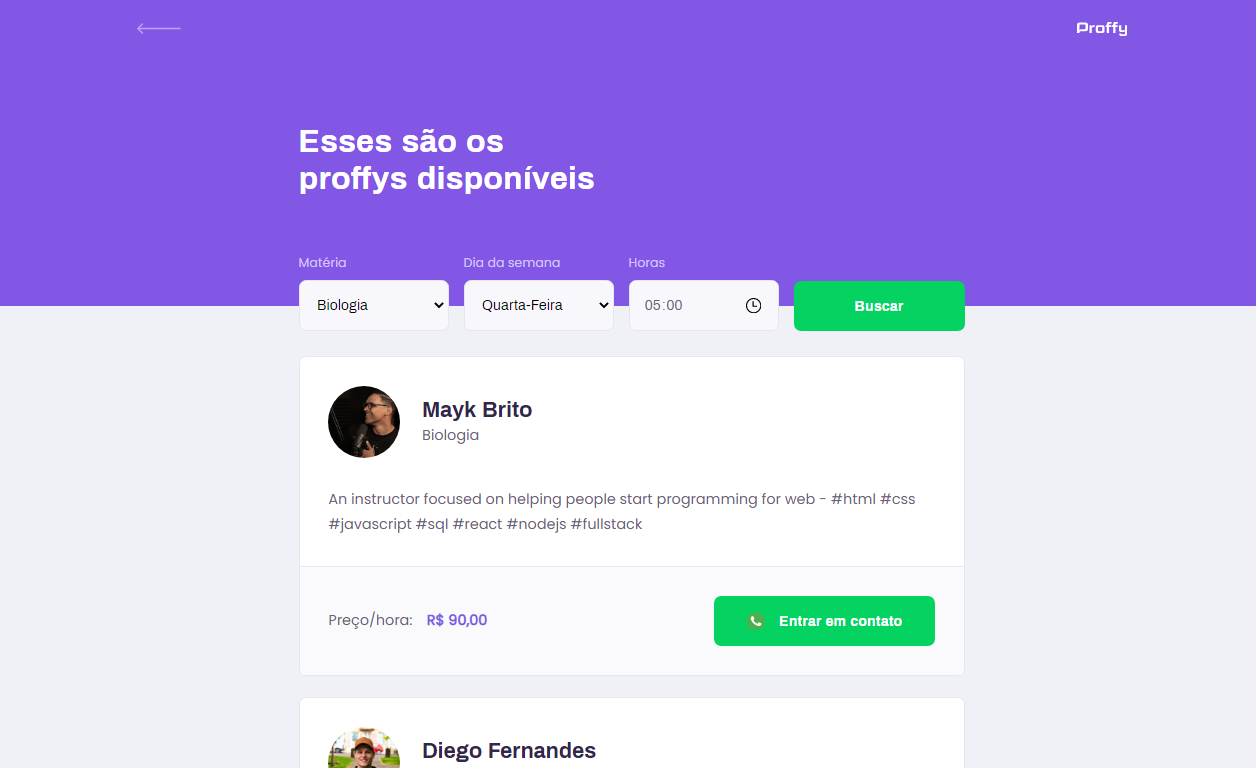 Proffy
Esses são os
proffys disponíveis
Matéria
Dia da semana
Horas
Biologia
Quarta-Feira
05:00
Buscar
Mayk Brito
Biologia
An instructor focused on helping people start programming for web - #html #css
#javascript #sql #react #nodejs #fullstack
Preço/hora: R$ 90,00
Entrar em contato
Diego Fernandes